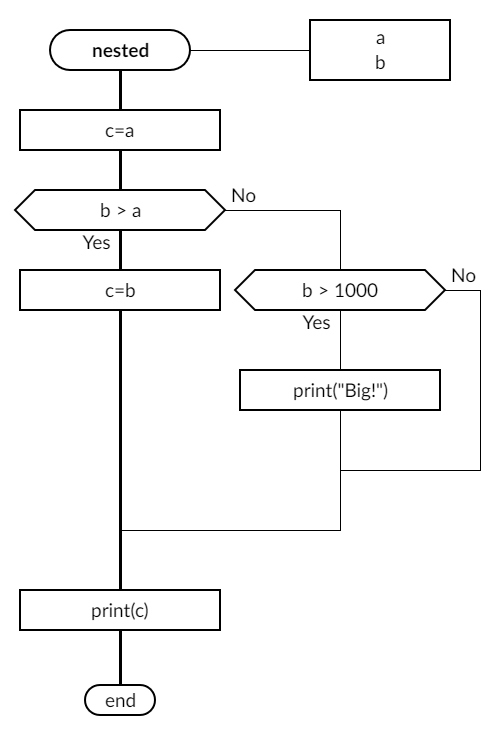 nested
a
b
c=a
b > a
No
Yes
c=b
b > 1000
No
Yes
print("Big!")
print(c)
end